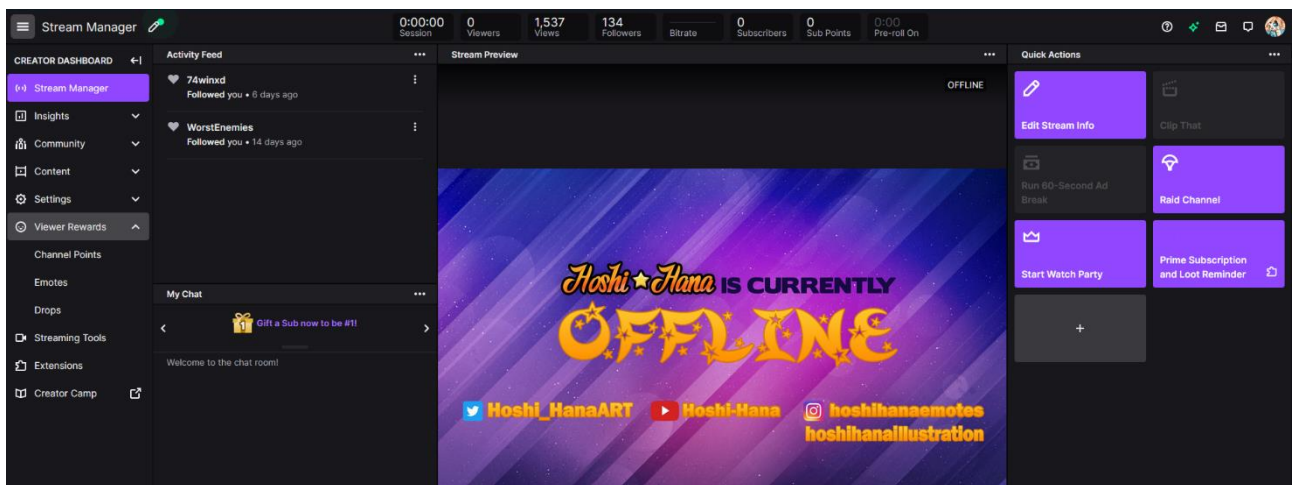 Stream Manager
0:00:00
Session
0
Viewers
1,537
Views
134
Followers
Bitrate
0
Subscribers
0
Sub Points
0:00
Pre-roll On
CREATOR DASHBOARD
Stream Manager
Insights
Community
Content
Settings
Viewer Rewards
Channel Points
Emotes
Drops
Streaming Tools
Extensions
Creator Camp
Activity Feed
74winxd
Followed you • 6 days ago
WorstEnemies
Followed you • 14 days ago
My Chat
1
Gift a Sub now to be #1!
Welcome to the chat room!
Stream Preview
OFFLINE
Hoshi Hana IS CURRENTLY
OFFLINE
Hoshi_HanaART
Hoshi-Hana
hoshihanaemotes
hoshihanaillustration
Quick Actions
Edit Stream Info
Clip That
Run 60-Second Ad
Break
Raid Channel
Start Watch Party
Prime Subscription
and Loot Reminder
+